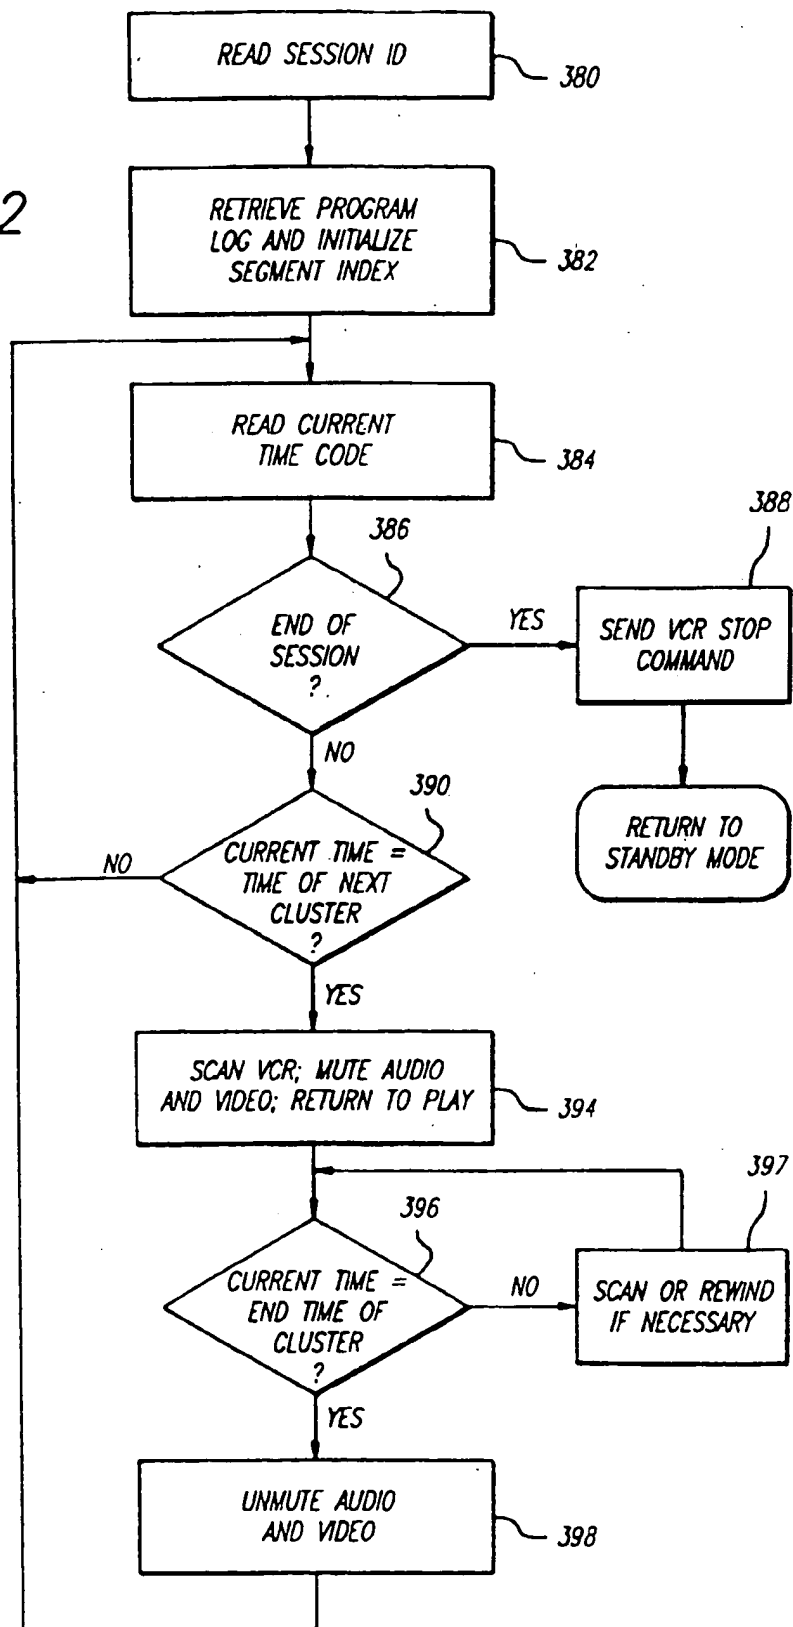 READ SESSION ID
380
2
RETRIEVE PROGRAM
LOG AND INITIALIZE
SEGMENT INDEX
382
READ CURRENT
TIME CODE
384
386
388
END OF
SESSION
?
YES
SEND VCR STOP
COMMAND
NO
390
RETURN TO
STANDBY MODE
CURRENT TIME =
TIME OF NEXT
CLUSTER
?
NO
YES
SCAN VCR; MUTE AUDIO
AND VIDEO; RETURN TO PLAY
394
396
397
CURRENT TIME =
END TIME OF
CLUSTER
?
NO
SCAN OR REWIND
IF NECESSARY
YES
UNMUTE AUDIO
AND VIDEO
398